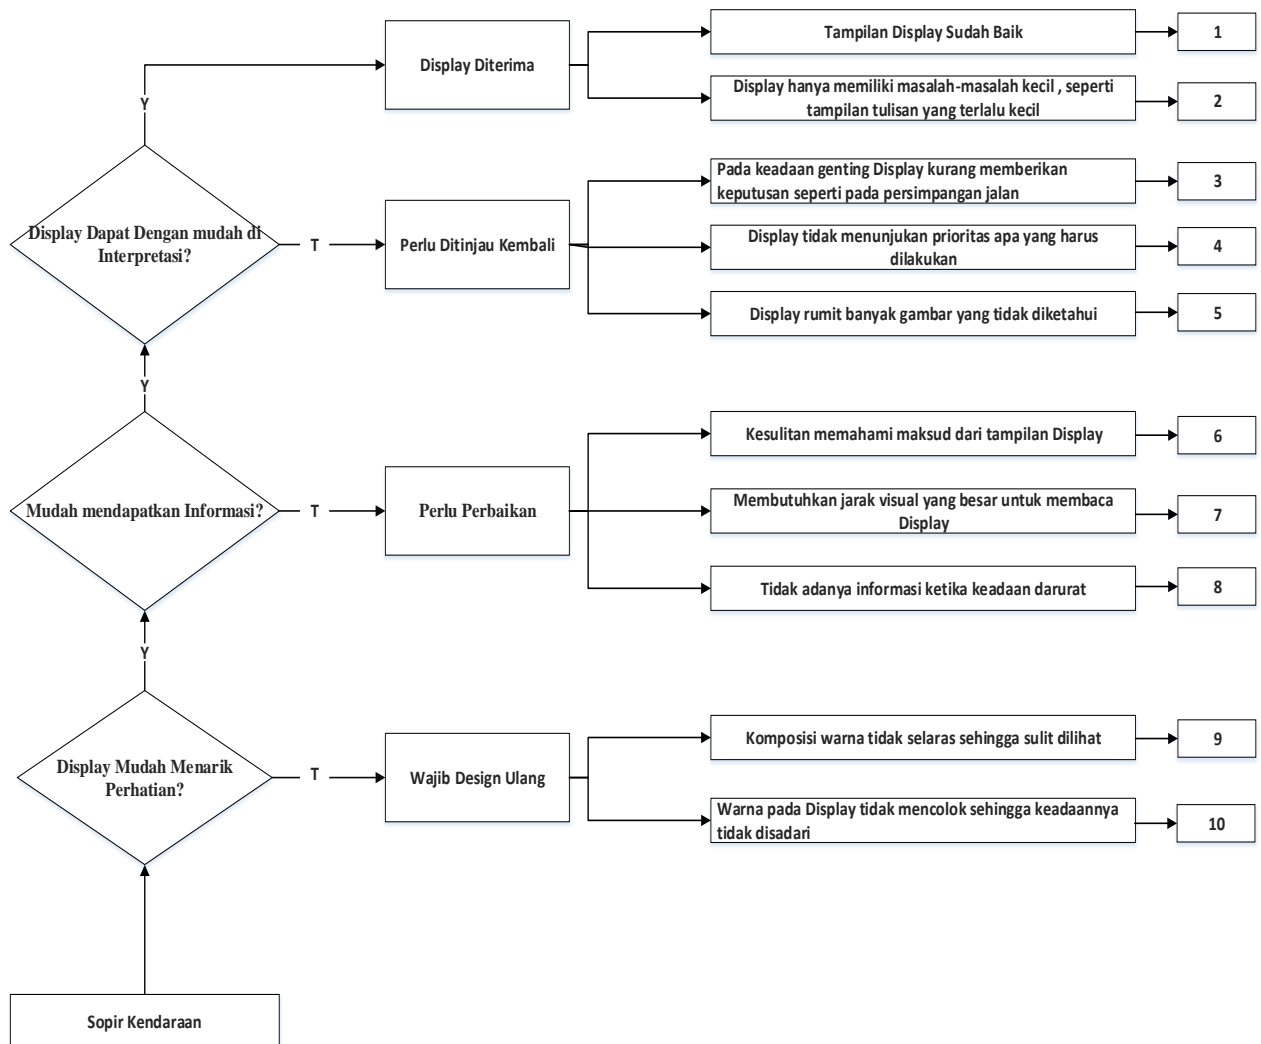 Tampilan Display Sudah Baik
1
Display Diterima
Display hanya memiliki masalah-masalah kecil , seperti
tampilan tulisan yang terlalu kecil
2
Y
Pada keadaan genting Display kurang memberikan
keputusan seperti pada persimpangan jalan
3
Display Dapat Dengan mudah di
Interpretasi?
T
Perlu Ditinjau Kembali
Display tidak menunjukan prioritas apa yang harus
dilakukan
4
Display rumit banyak gambar yang tidak diketahui
5
Y
Kesulitan memahami maksud dari tampilan Display
6
Mudah mendapatkan Informasi?
T
Perlu Perbaikan
Membutuhkan jarak visual yang besar untuk membaca
Display
7
Tidak adanya informasi ketika keadaan darurat
8
Y
Komposisi warna tidak selaras sehingga sulit dilihat
9
Display Mudah Menarik
Perhatian?
T
Wajib Design Ulang
Warna pada Display tidak mencolok sehingga keadaannya
tidak disadari
10
Sopir Kendaraan